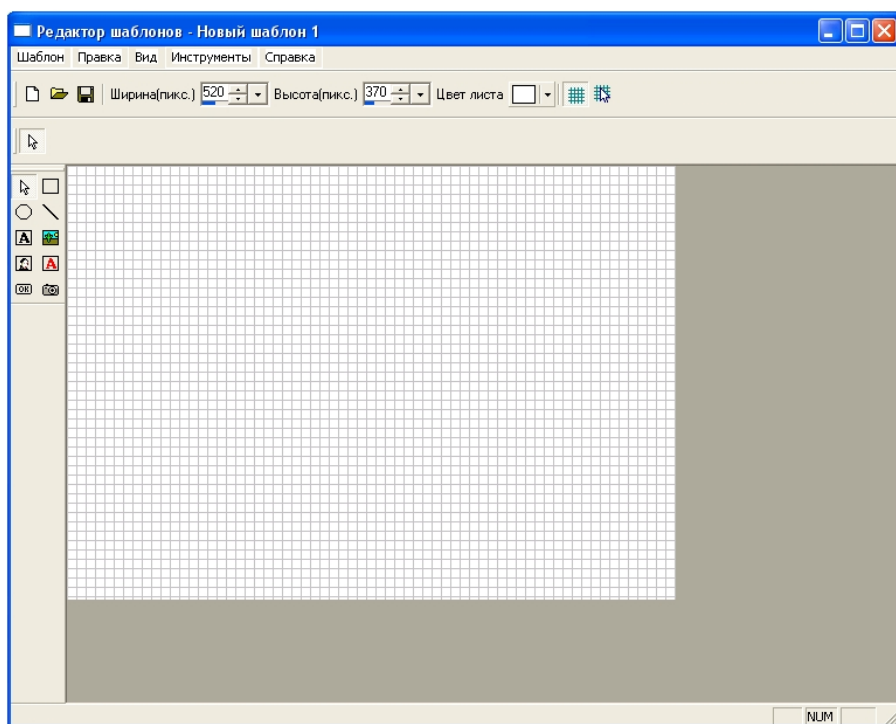 Редактор шаблонов - Новый шаблон 1
Шаблон Правка Вид Инструменты Справка
Ширина(пикс.) 520 Высота(пикс.) 370 Цвет листа
A
A
OK
NUM